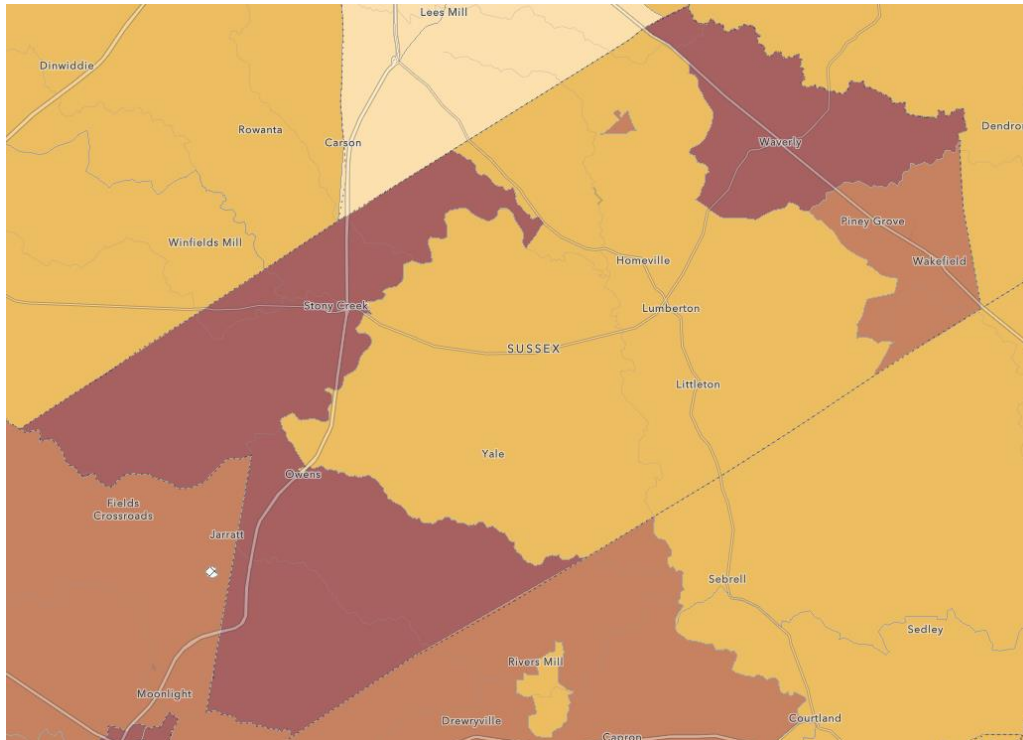 Lees Mill
Dinwiddie
Rowanta
Carson
Waverly
Dendron
Piney Grove
Winfields Mill
Homeville
Wakefield
Stony Creek
Lumberton
SUSSEX
Littleton
Yale
Owens
Fields
Crossroads
Jarratt
Sebrell
Sedley
Rivers Mill
Moonlight
Drewryville
Courtland
Capron